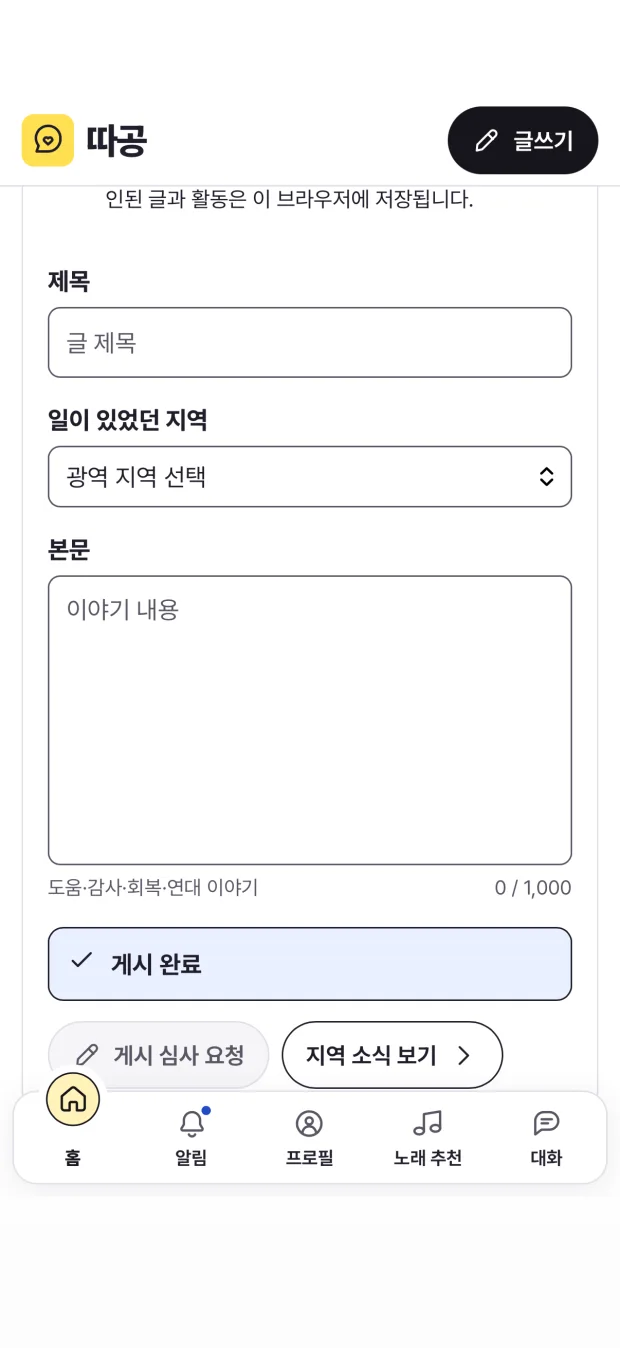 따공
글쓰기
인된 글과 활동은 이 브라우저에 저장됩니다.
제목
글 제목
일이 있었던 지역
광역 지역 선택
본문
이야기 내용
도움·감사·회복·연대 이야기
0 / 1,000
게시 완료
게시 심사 요청
지역 소식 보기
홈
알림
프로필
노래 추천
대화